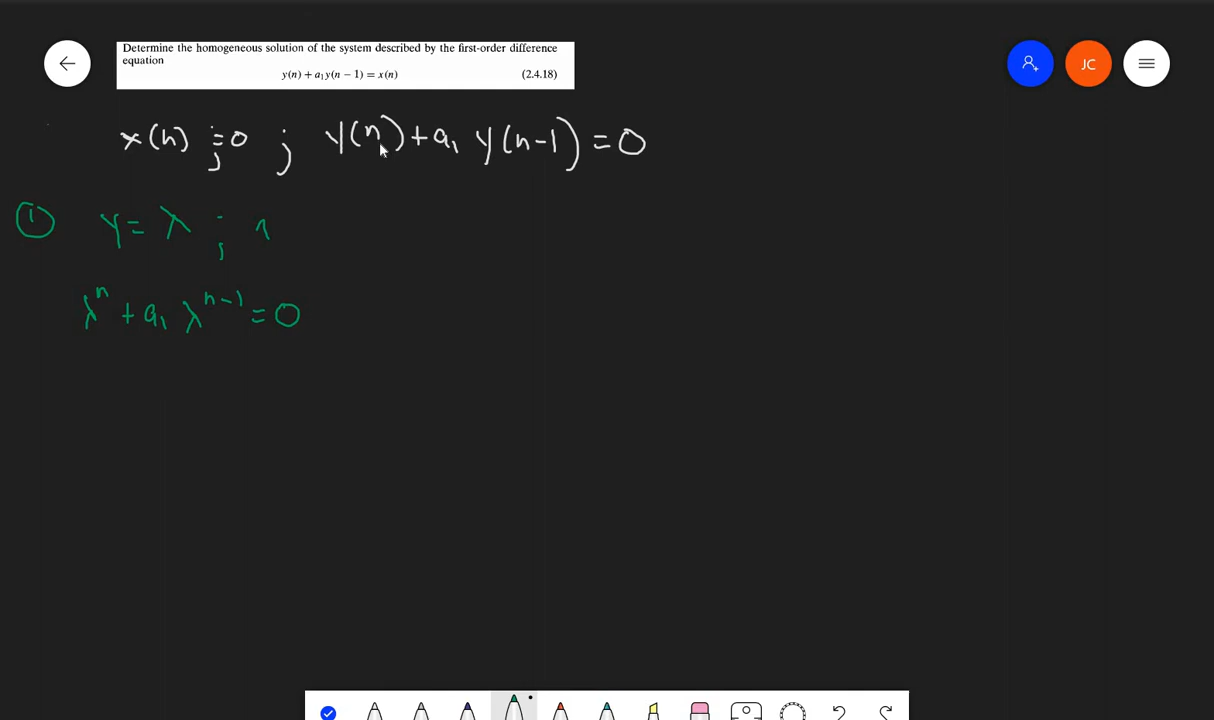 Determine the homogeneous solution of the system described by the first-order difference
equation
y(n) + a₁y(n − 1) = x(n) (2.4.18)
JC
x(n) ;=0 ; y(n)+a₁ y(n-1)=0
① y=λ ;
λⁿ + a₁ λⁿ⁻¹ = 0